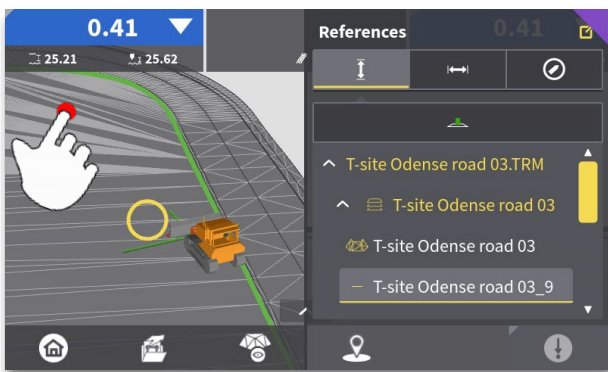 0.41
25.21 25.62
References 0.41
T-site Odense road 03.TRM
T-site Odense road 03
T-site Odense road 03
T-site Odense road 03_9